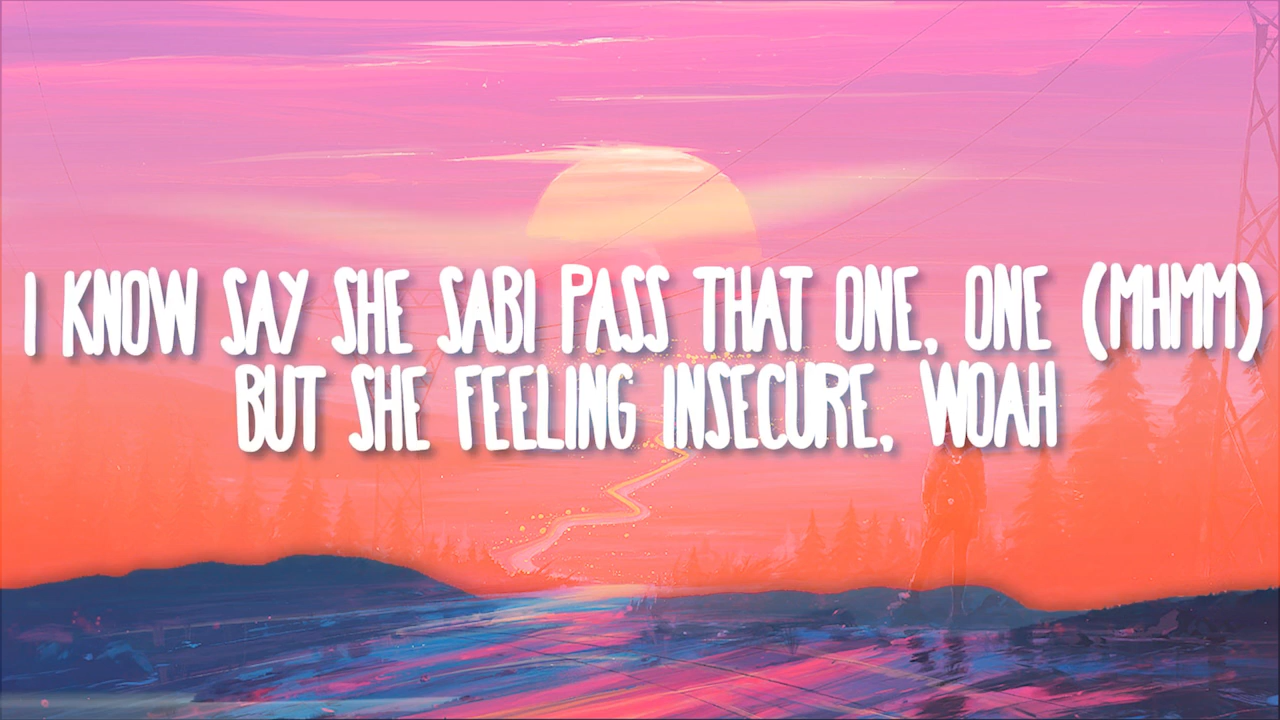 I KNOW SAY SHE SABI PASS THAT ONE, ONE (MHMM)
BUT SHE FEELING INSECURE, WOAH